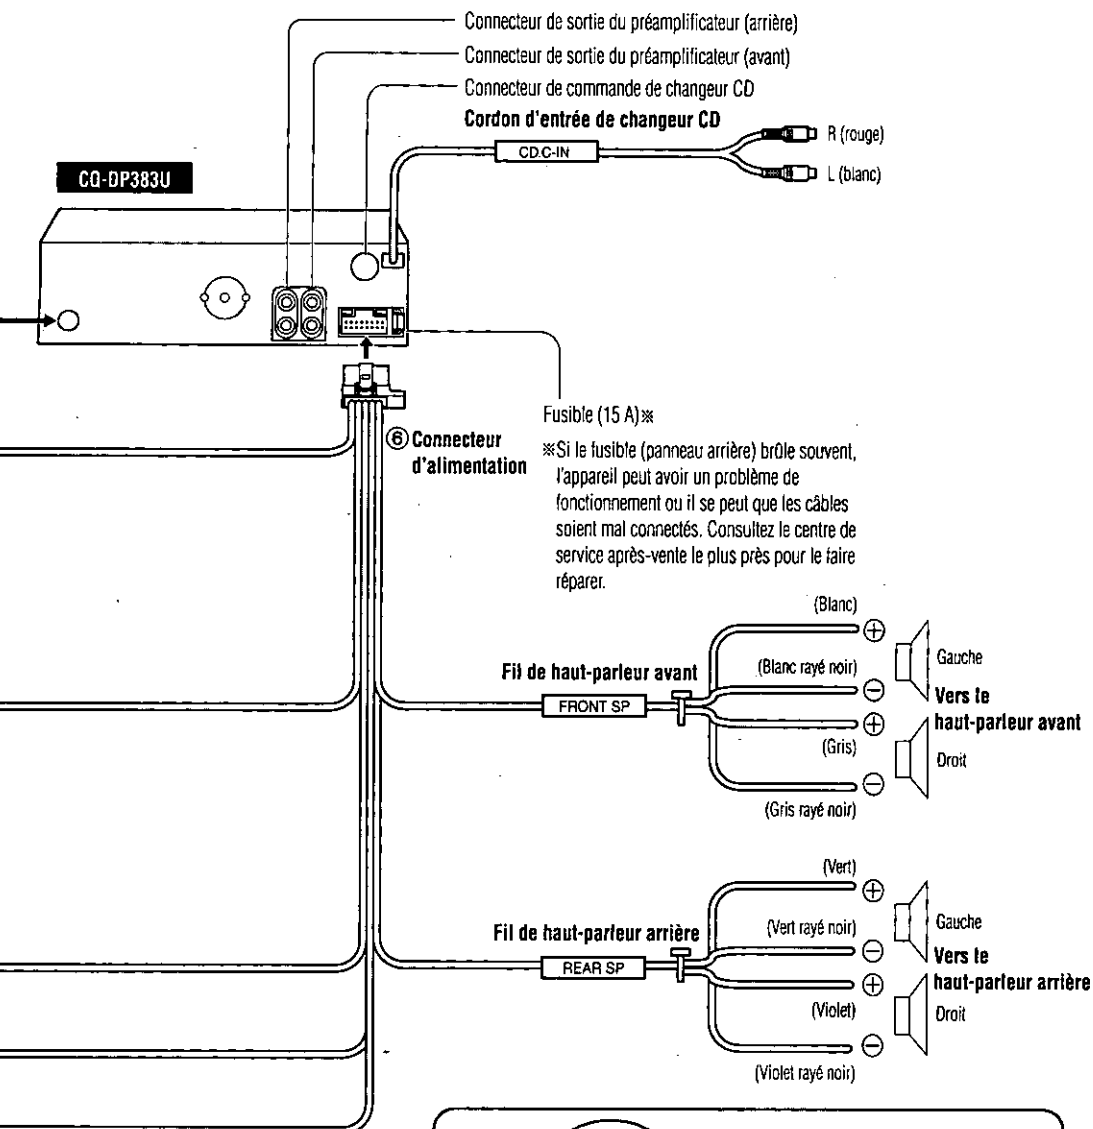 Connecteur de sortie du préamplificateur (arrière)
Connecteur de sortie du préamplificateur (avant)
Connecteur de commande de changeur CD
Cordon d'entrée de changeur CD
CD.C-IN
R (rouge)
L (blanc)
CQ-DP383U
Fusible (15 A)※
⑥ Connecteur
d'alimentation
※Si le fusible (panneau arrière) brûle souvent,
l'appareil peut avoir un problème de
fonctionnement ou il se peut que les câbles
soient mal connectés. Consultez le centre de
service après-vente le plus près pour le faire
réparer.
(Blanc)
⊕
Fil de haut-parleur avant
FRONT SP
(Blanc rayé noir)
⊖
Gauche
Vers le
haut-parleur avant
⊕
(Gris)
Droit
⊖
(Gris rayé noir)
(Vert)
⊕
Fil de haut-parleur arrière
REAR SP
(Vert rayé noir)
⊖
Gauche
Vers le
haut-parleur arrière
⊕
(Violet)
Droit
⊖
(Violet rayé noir)